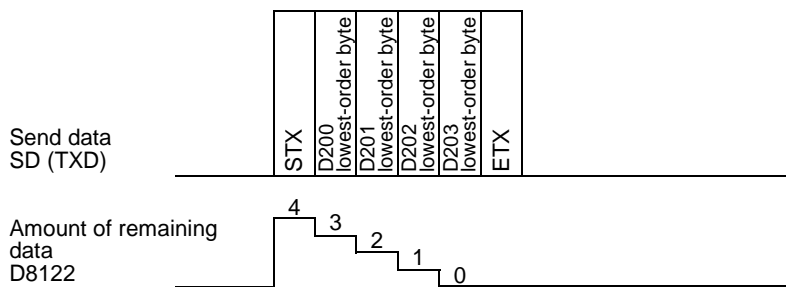 STX
D200
lowest-order byte
D201
lowest-order byte
D202
lowest-order byte
D203
lowest-order byte
ETX
Send data
SD (TXD)
4
3
2
1
0
Amount of remaining
data
D8122